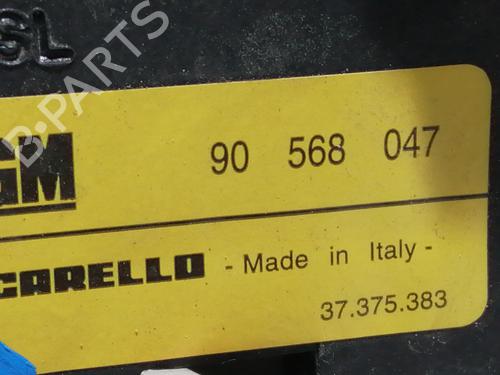 SL
B-PARTS
GM 90 568 047
CARELLO - Made in Italy -
37.375.383